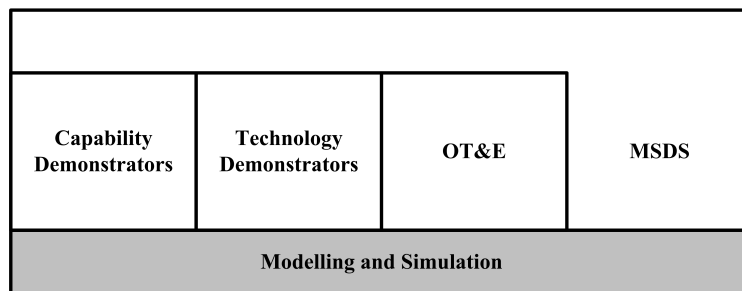 Capability
Demonstrators
Technology
Demonstrators
OT&E
MSDS
Modelling and Simulation